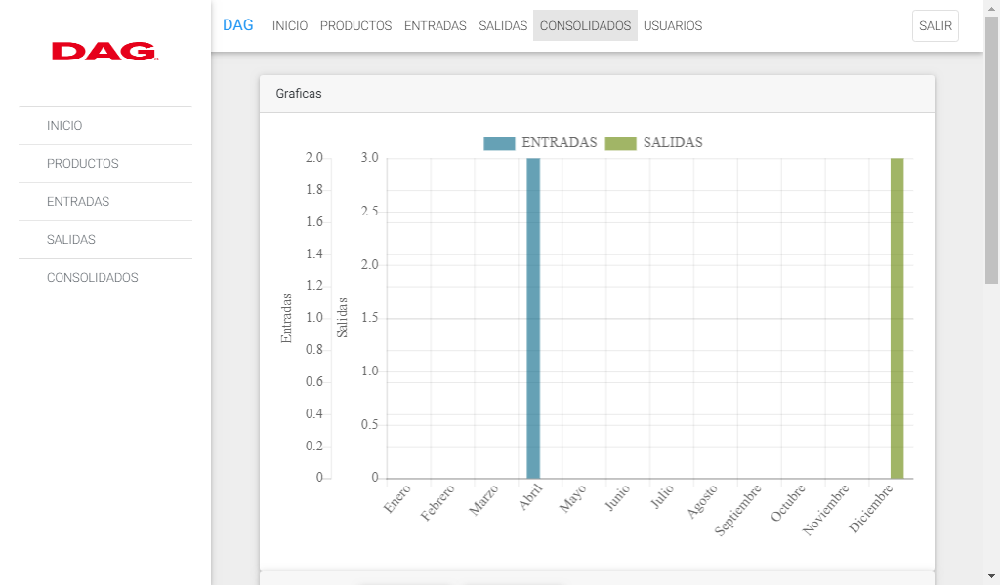 DAG
INICIO
PRODUCTOS
ENTRADAS
SALIDAS
CONSOLIDADOS
DAG INICIO PRODUCTOS ENTRADAS SALIDAS CONSOLIDADOS USUARIOS SALIR
Graficas
ENTRADAS SALIDAS
Entradas
2.0
1.8
1.6
1.4
1.2
1.0
0.8
0.6
0.4
0.2
0
Salidas
3.0
2.5
2.0
1.5
1.0
0.5
0
Enero Febrero Marzo Abril Mayo Junio Julio Agosto Septiembre Octubre Noviembre Diciembre